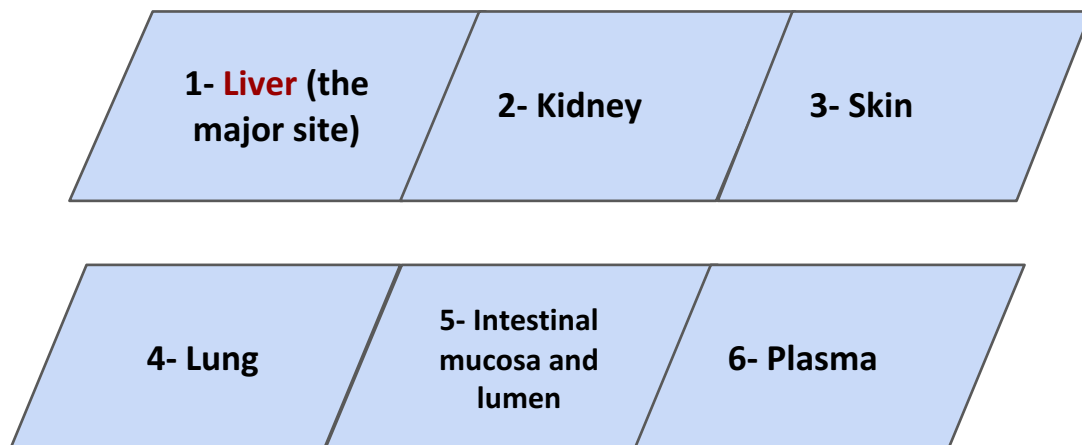 1- Liver (the
major site)
2- Kidney
3- Skin
4- Lung
5- Intestinal
mucosa and
lumen
6- Plasma